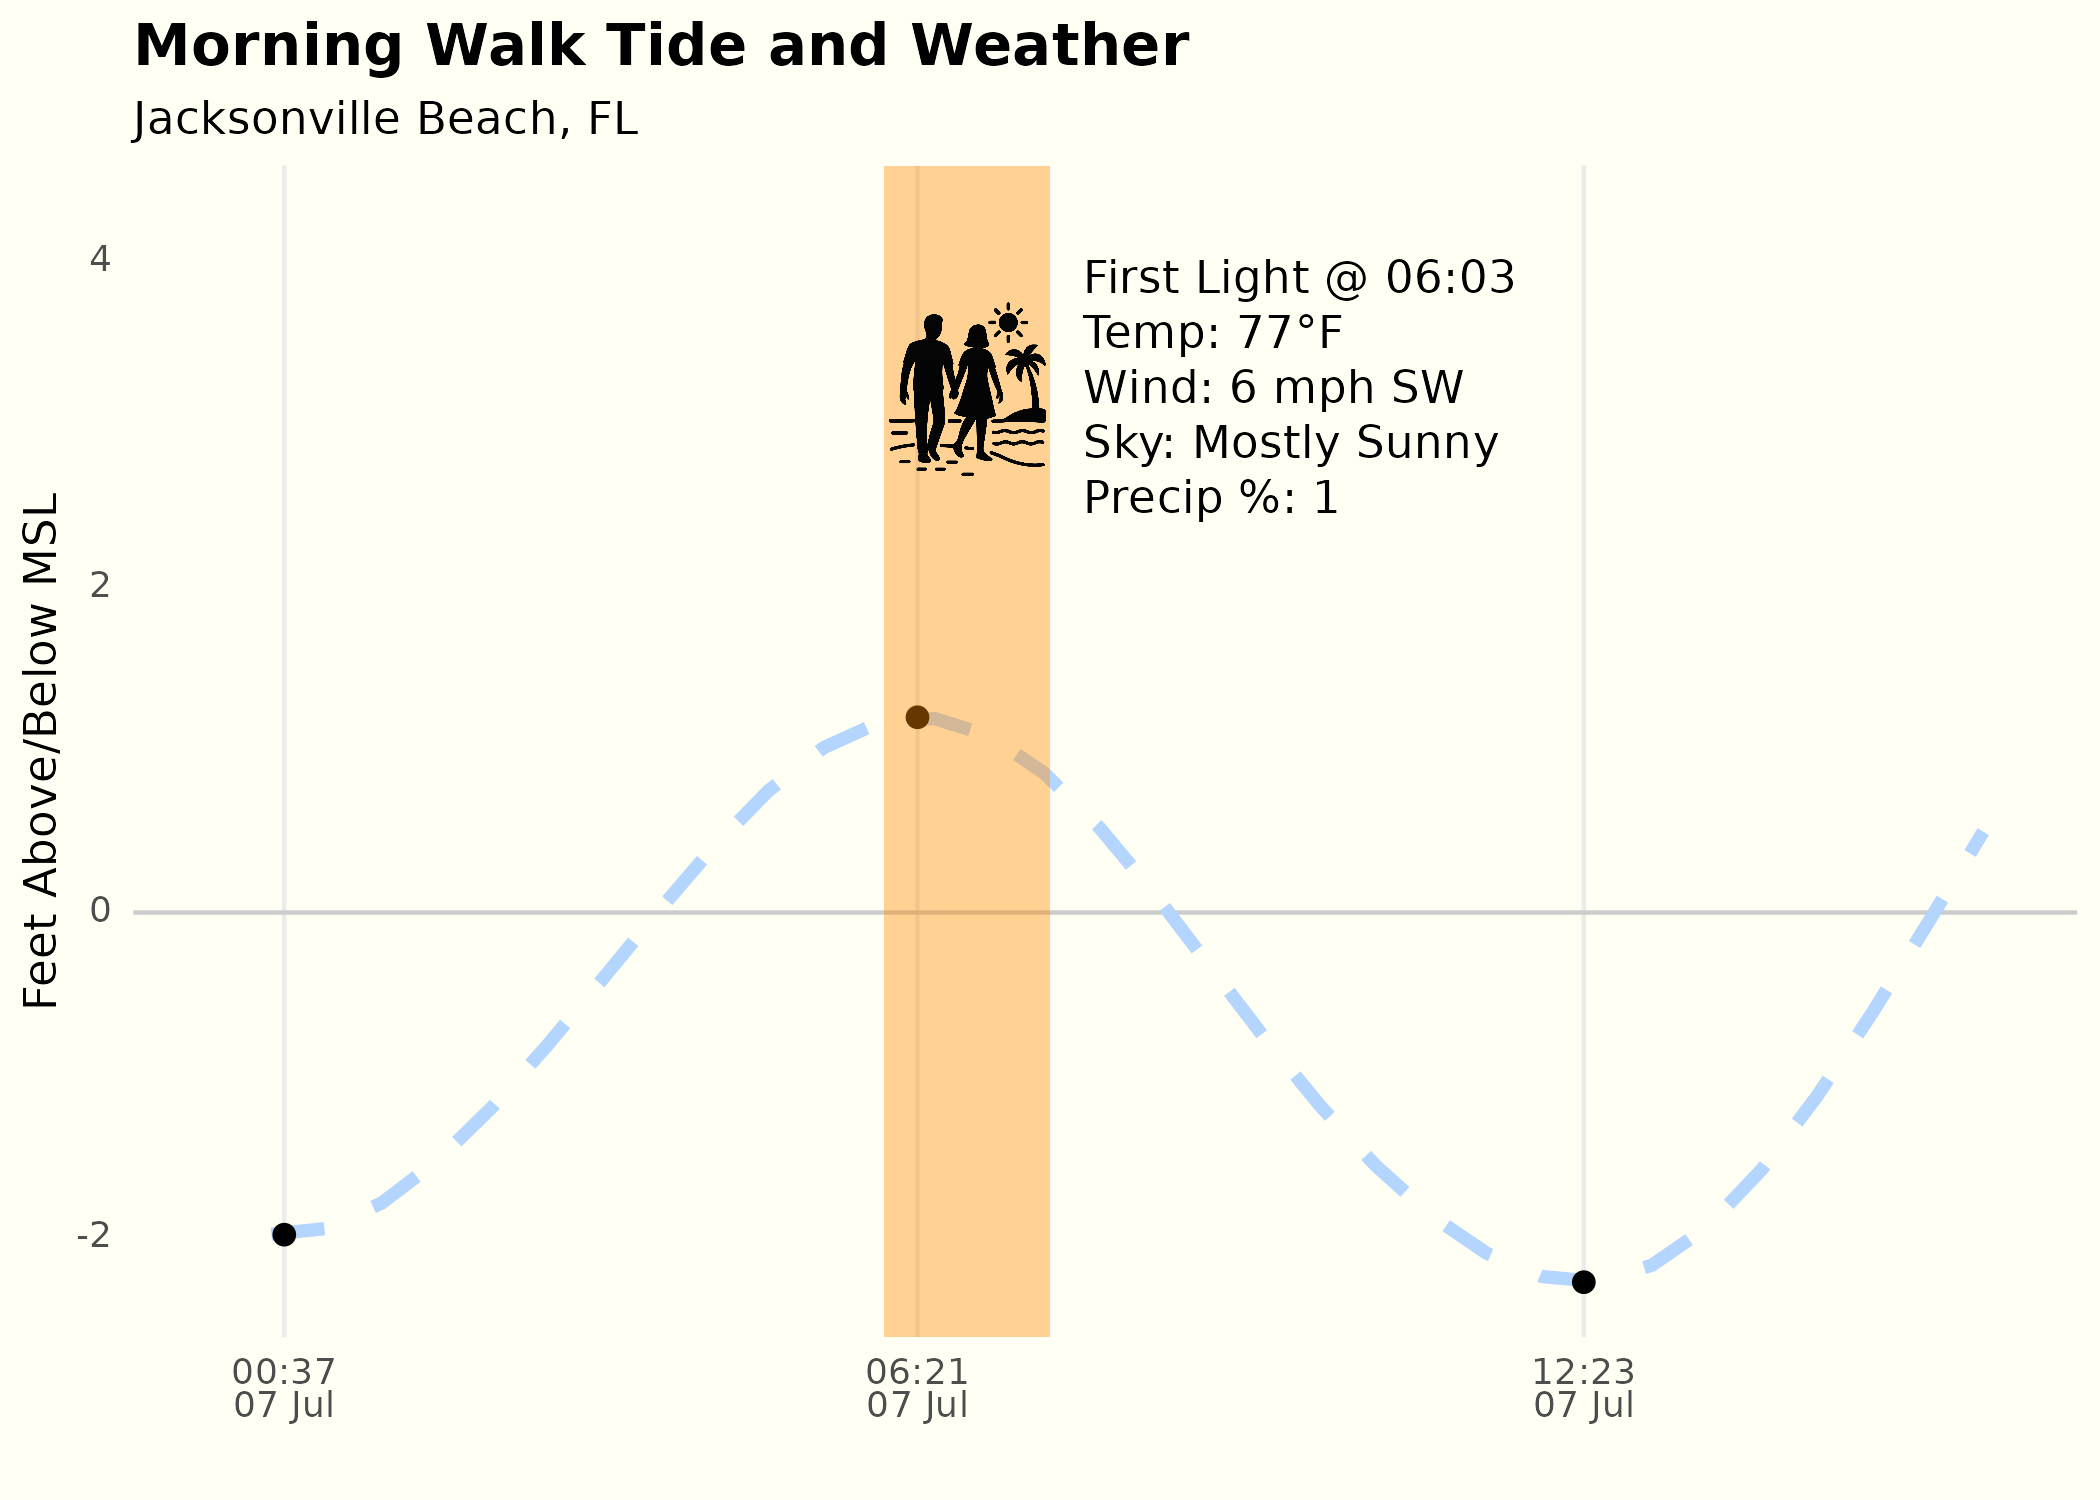 Morning Walk Tide and Weather
Jacksonville Beach, FL
First Light @ 06:03
Temp: 77°F
Wind: 6 mph SW
Sky: Mostly Sunny
Precip %: 1
Feet Above/Below MSL
4
2
0
-2
00:37
07 Jul
06:21
07 Jul
12:23
07 Jul